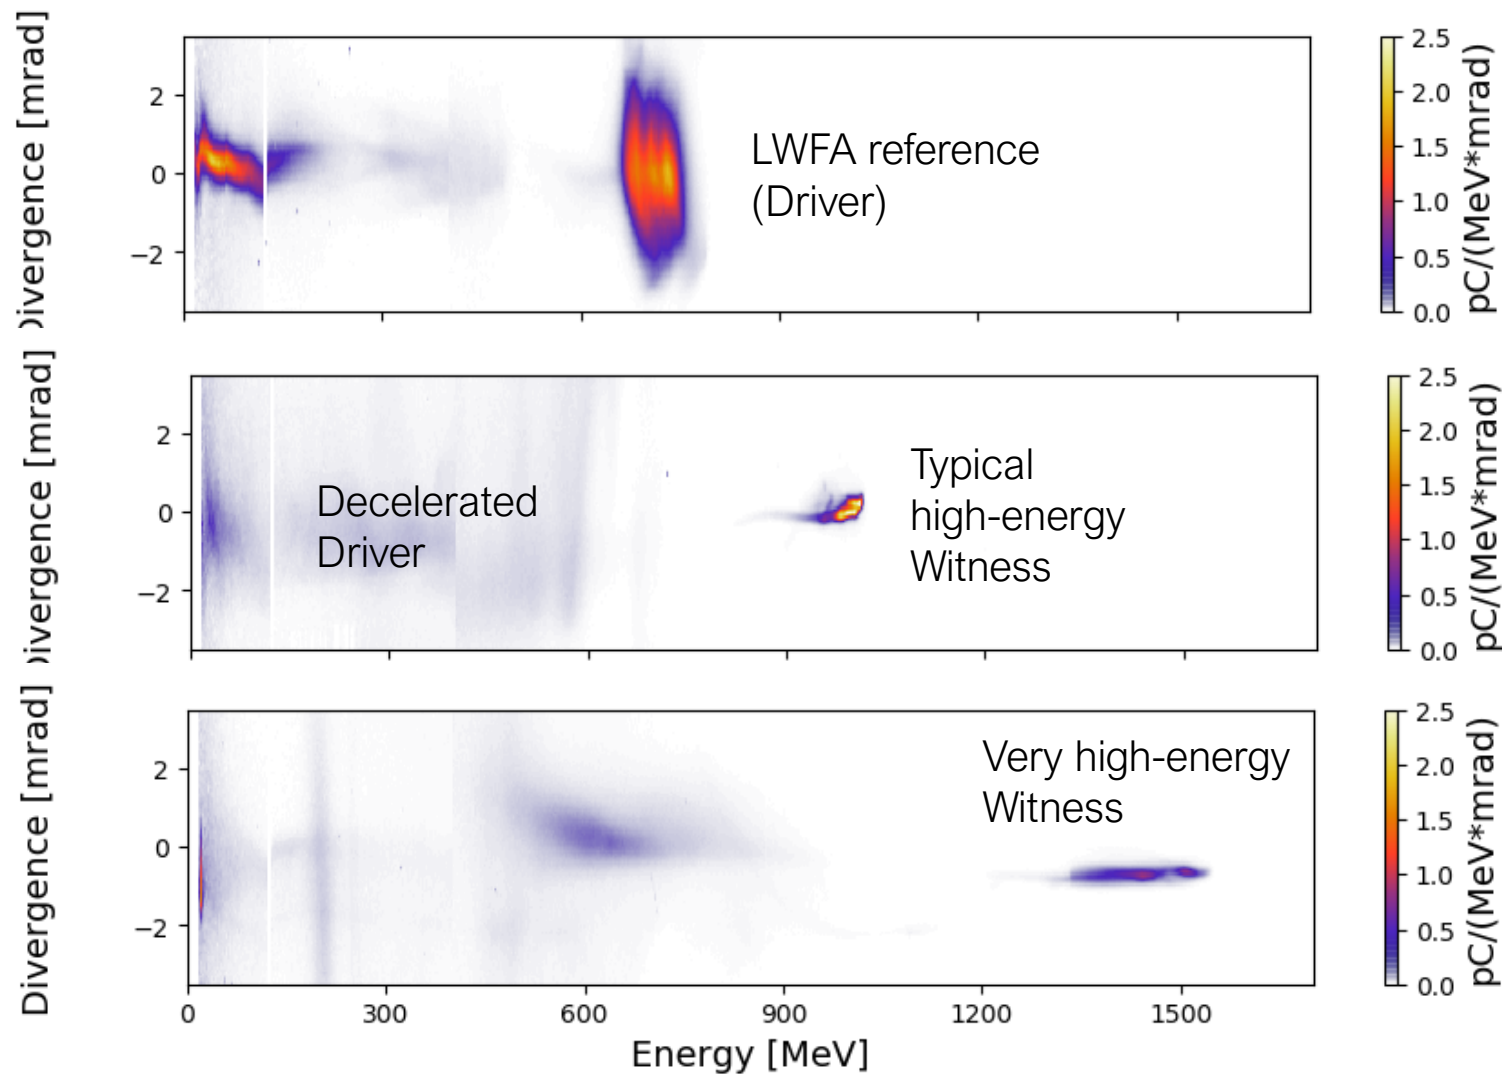 Divergence [mrad]
2
0
−2
LWFA reference
(Driver)
2.5
2.0
1.5
1.0
0.5
0.0
pC/(MeV*mrad)
Divergence [mrad]
2
0
−2
Decelerated
Driver
Typical
high-energy
Witness
2.5
2.0
1.5
1.0
0.5
0.0
pC/(MeV*mrad)
Divergence [mrad]
2
0
−2
Very high-energy
Witness
2.5
2.0
1.5
1.0
0.5
0.0
pC/(MeV*mrad)
0 300 600 900 1200 1500
Energy [MeV]